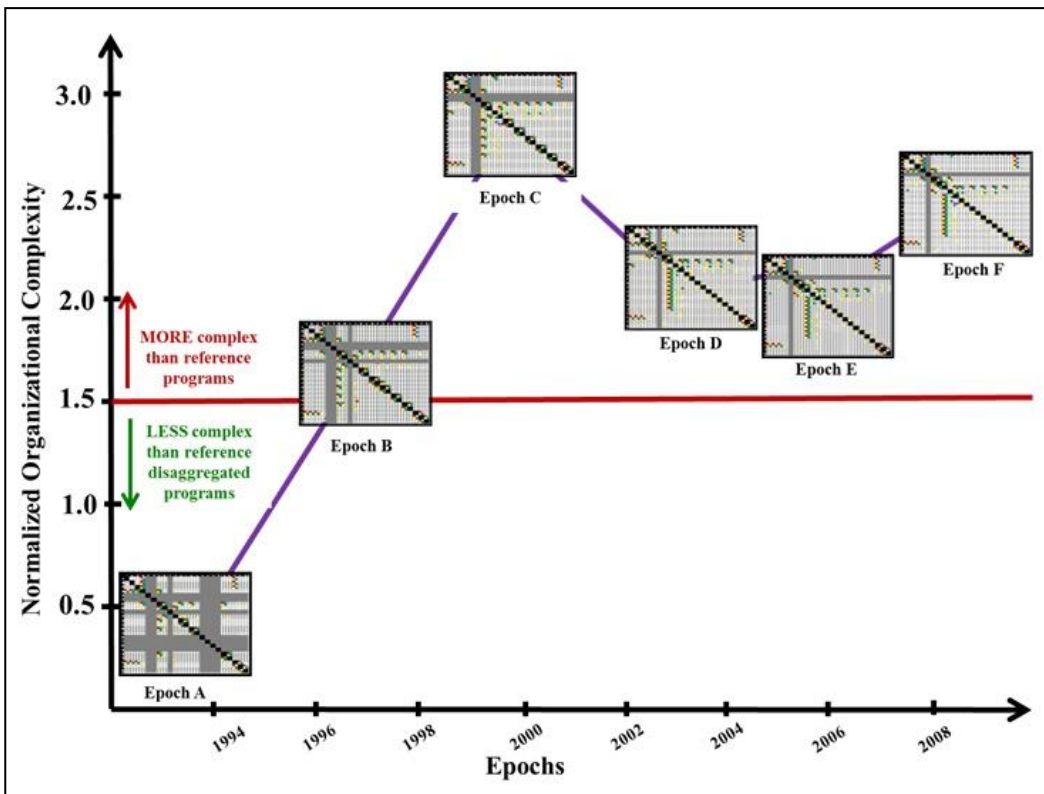 Normalized Organizational Complexity
3.0
2.5
2.0
1.5
1.0
0.5
MORE complex
than reference
programs
LESS complex
than reference
disaggregated
programs
Epoch A
Epoch B
Epoch C
Epoch D
Epoch E
Epoch F
1994
1996
1998
2000
2002
2004
2006
2008
Epochs